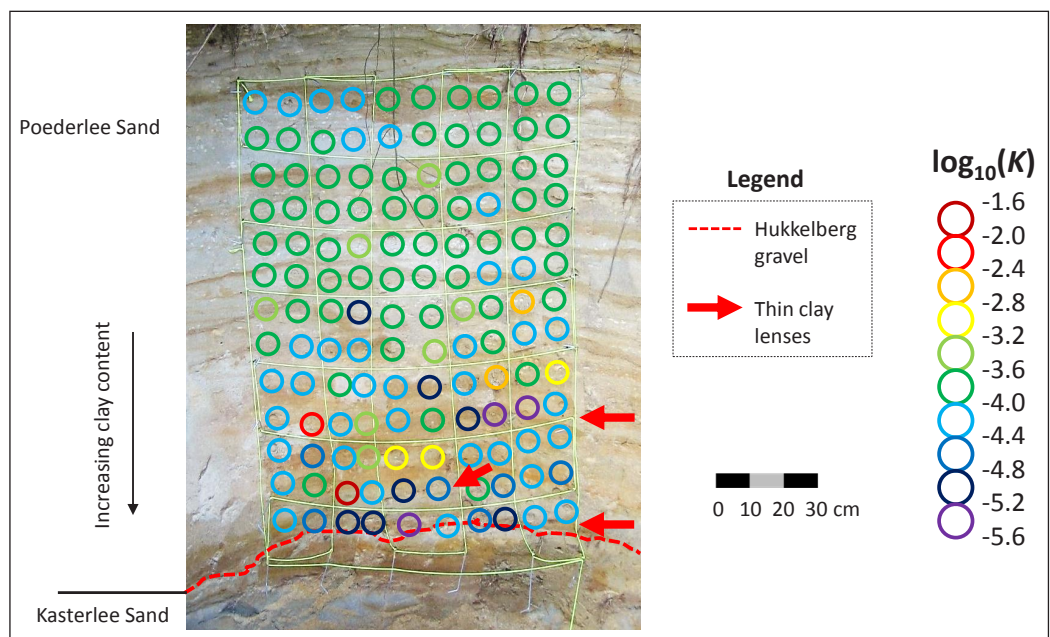 Poederlee Sand
Increasing clay content
Kasterlee Sand
Legend
Hukkelberg
gravel
Thin clay
lenses
0 10 20 30 cm
log₁₀(K)
-1.6
-2.0
-2.4
-2.8
-3.2
-3.6
-4.0
-4.4
-4.8
-5.2
-5.6